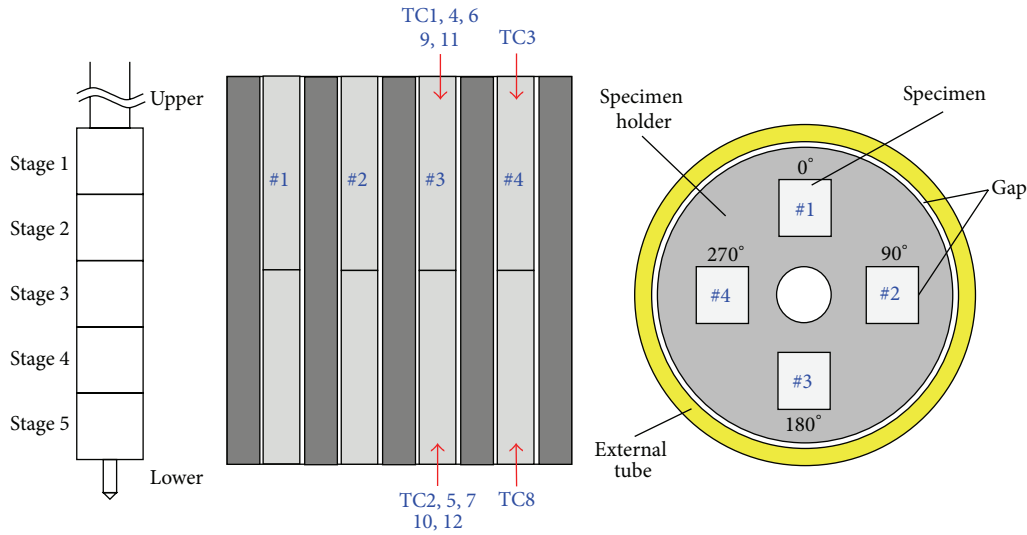 Upper
Stage 1
Stage 2
Stage 3
Stage 4
Stage 5
Lower
TC1, 4, 6
9, 11
TC3
#1
#2
#3
#4
TC2, 5, 7
10, 12
TC8
Specimen
holder
Specimen
Gap
0°
#1
270°
90°
#4
#2
#3
180°
External
tube